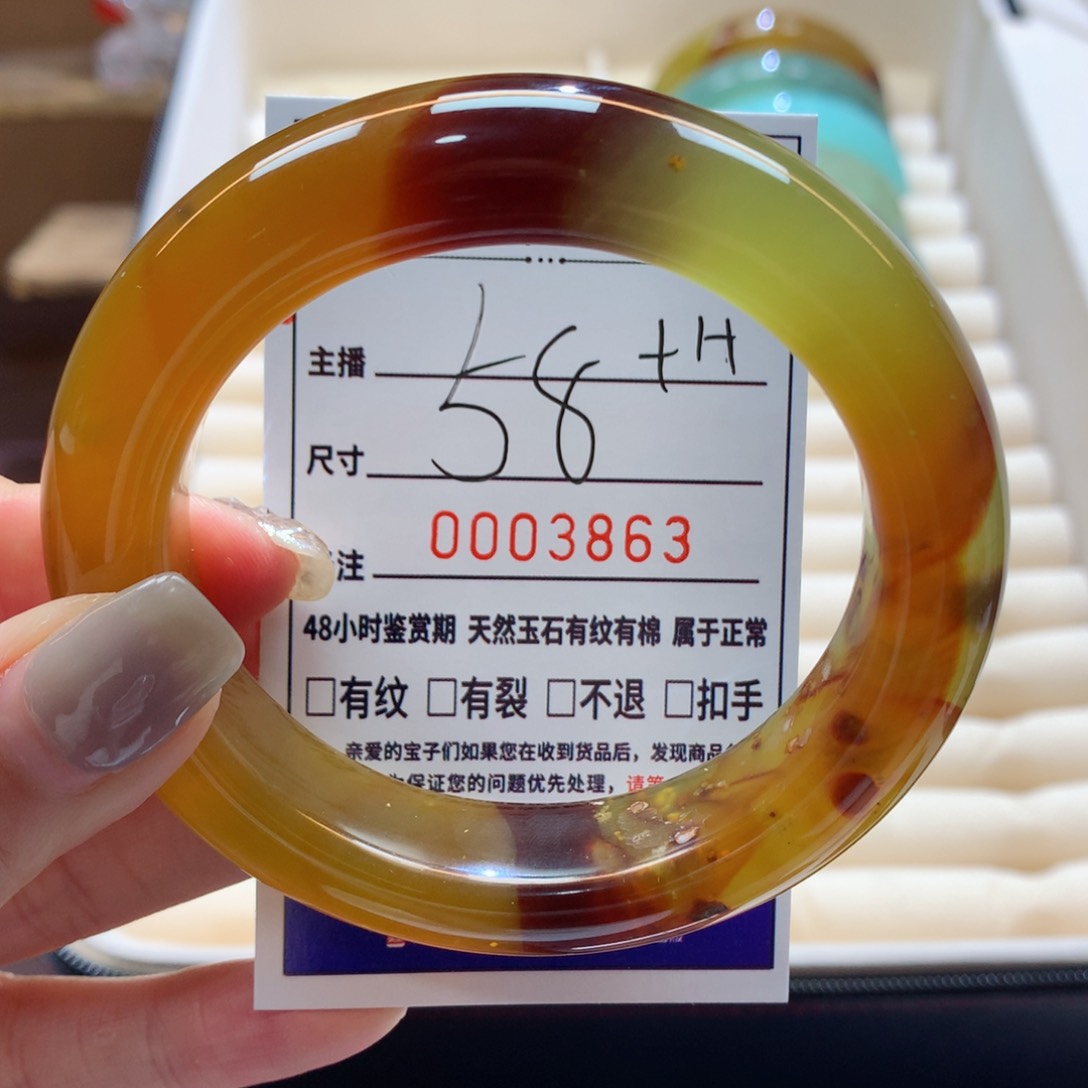 主播
58 +H
尺寸
0003863
注
48小时鉴赏期 天然玉石有纹有棉 属于正常
□有纹 □有裂 □不退 □扣手
亲爱的宝子们如果您在收到货品后，发现商品
保证您的问题优先处理，请